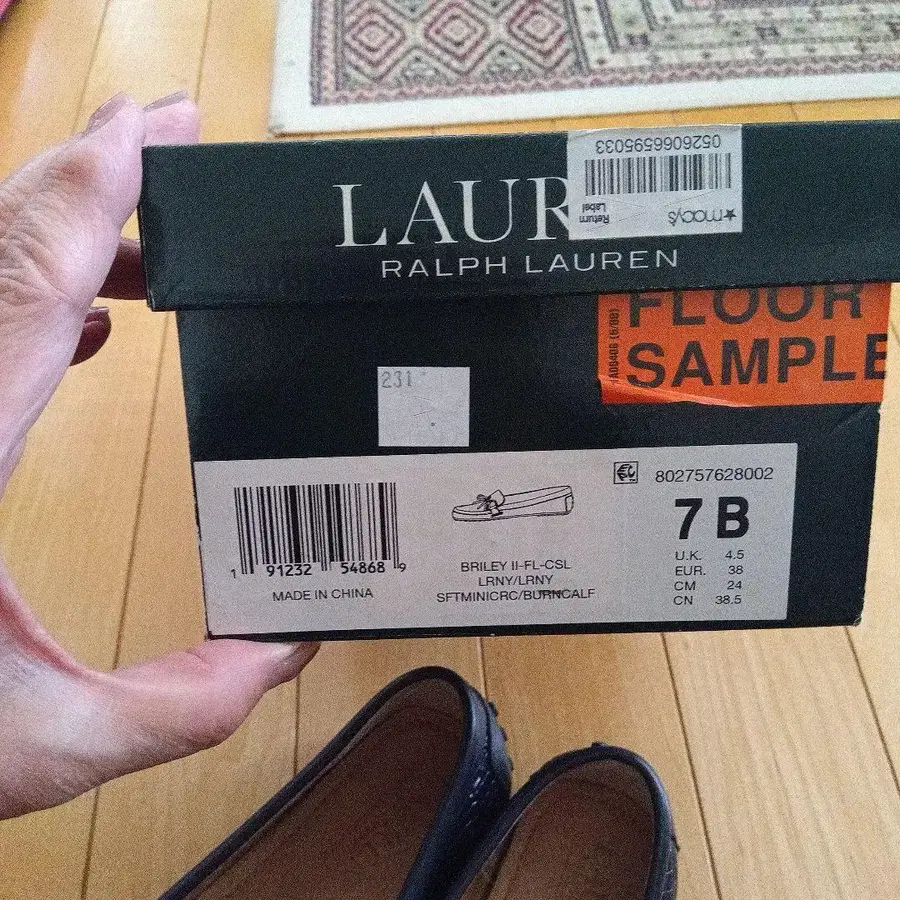 0526066595033
Return
Label
★macy's
LAUR
RALPH LAUREN
FLOOR
SAMPLE
231
802757628002
7 B
U.K. 4.5
EUR. 38
CM 24
CN 38.5
1 91232 54868 9
MADE IN CHINA
BRILEY II-FL-CSL
LRNY/LRNY
SFTMINICRC/BURNCALF